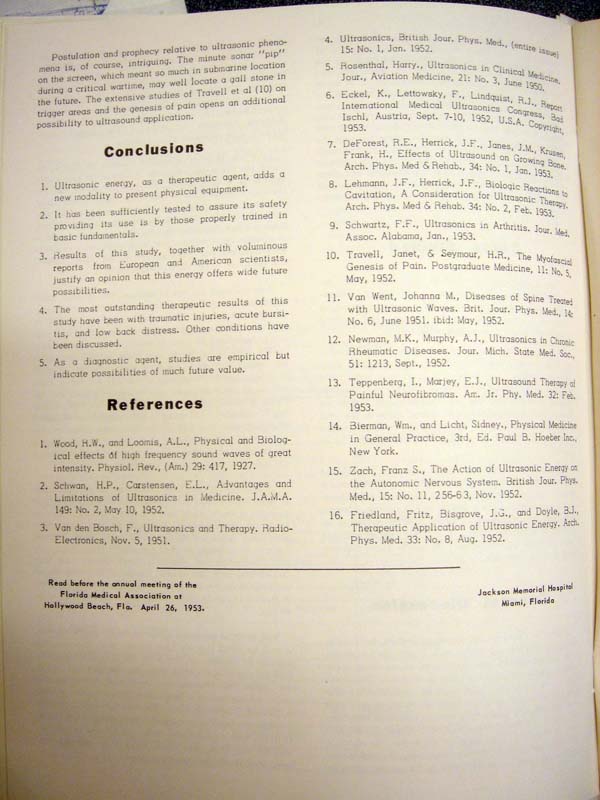 Postulation and prophecy relative to ultrasonic pheno-
mena is, of course, intriguing. The minute sonar "pip"
on the screen, which meant so much in submarine location
during a critical wartime, may well locate a gall stone in
the future. The extensive studies of Travell et al (10) on
trigger areas and the genesis of pain opens an additional
possibility to ultrasound application.
Conclusions
1. Ultrasonic energy, as a therapeutic agent, adds a
new modality to present physical equipment.
2. It has been sufficiently tested to assure its safety
providing its use is by those properly trained in
basic fundamentals.
3. Results of this study, together with voluminous
reports from European and American scientists,
justify an opinion that this energy offers wide future
possibilities.
4. The most outstanding therapeutic results of this
study have been with traumatic injuries, acute bursi-
tis, and low back distress. Other conditions have
been discussed.
5. As a diagnostic agent, studies are empirical but
indicate possibilities of much future value.
References
1. Wood, H.W., and Loomis, A.L., Physical and Biolog-
ical effects of high frequency sound waves of great
intensity. Physiol. Rev., (Am.) 29: 417, 1927.
2. Schwan, H.P., Carstensen, E.L., Advantages and
Limitations of Ultrasonics in Medicine. J.A.M.A.
149: No. 2, May 10, 1952.
3. Van den Bosch, F., Ultrasonics and Therapy. Radio-
Electronics, Nov. 5, 1951.
4. Ultrasonics, British Jour. Phys. Med., (entire issue)
15: No. 1, Jan. 1952.
5. Rosenthal, Harry., Ultrasonics in Clinical Medicine,
Jour., Aviation Medicine, 21: No. 3, June 1950.
6. Eckel, K., Lettowsky, F., Lindquist, R.J., Report
International Medical Ultrasonics Congress, Bad
Ischl, Austria, Sept. 7-10, 1952, U.S.A. Copyright,
1953.
7. DeForest, R.E., Herrick, J.F., Janes, J.M., Krusen,
Frank, H., Effects of Ultrasound on Growing Bone.
Arch. Phys Med & Rehab., 34: No. 1, Jan. 1953.
8. Lehmann, J.F., Herrick, J.F., Biologic Reactions to
Cavitation, A Consideration for Ultrasonic Therapy.
Arch. Phys. Med & Rehab. 34: No. 2, Feb. 1953.
9. Schwartz, F.F., Ultrasonics in Arthritis. Jour. Med.
Assoc. Alabama, Jan., 1953.
10. Travell, Janet, & Seymour, H.R., The Myofascial
Genesis of Pain. Postgraduate Medicine, 11: No. 5,
May, 1952.
11. Van Went, Johanna M., Diseases of Spine Treated
with Ultrasonic Waves. Brit. Jour. Phys. Med., 14:
No. 6, June 1951. ibid: May, 1952.
12. Newman, M.K., Murphy, A.J., Ultrasonics in Chronic
Rheumatic Diseases. Jour. Mich. State Med. Soc.,
51: 1213, Sept., 1952.
13. Teppenberg, I., Marjey, E.J., Ultrasound Therapy of
Painful Neurofibromas. Am. Jr. Phy. Med. 32: Feb.
1953.
14. Bierman, Wm., and Licht, Sidney., Physical Medicine
in General Practice, 3rd, Ed. Paul B. Hoeber Inc.,
New York.
15. Zach, Franz S., The Action of Ultrasonic Energy on
the Autonomic Nervous System. British Jour. Phys.
Med., 15: No. 11, 256-63, Nov. 1952.
16. Friedland, Fritz, Bisgrove, J.G., and Doyle, B.J.,
Therapeutic Application of Ultrasonic Energy. Arch.
Phys. Med. 33: No. 8, Aug. 1952.
Read before the annual meeting of the
Florida Medical Association at
Hollywood Beach, Fla. April 26, 1953.
Jackson Memorial Hospital
Miami, Florida